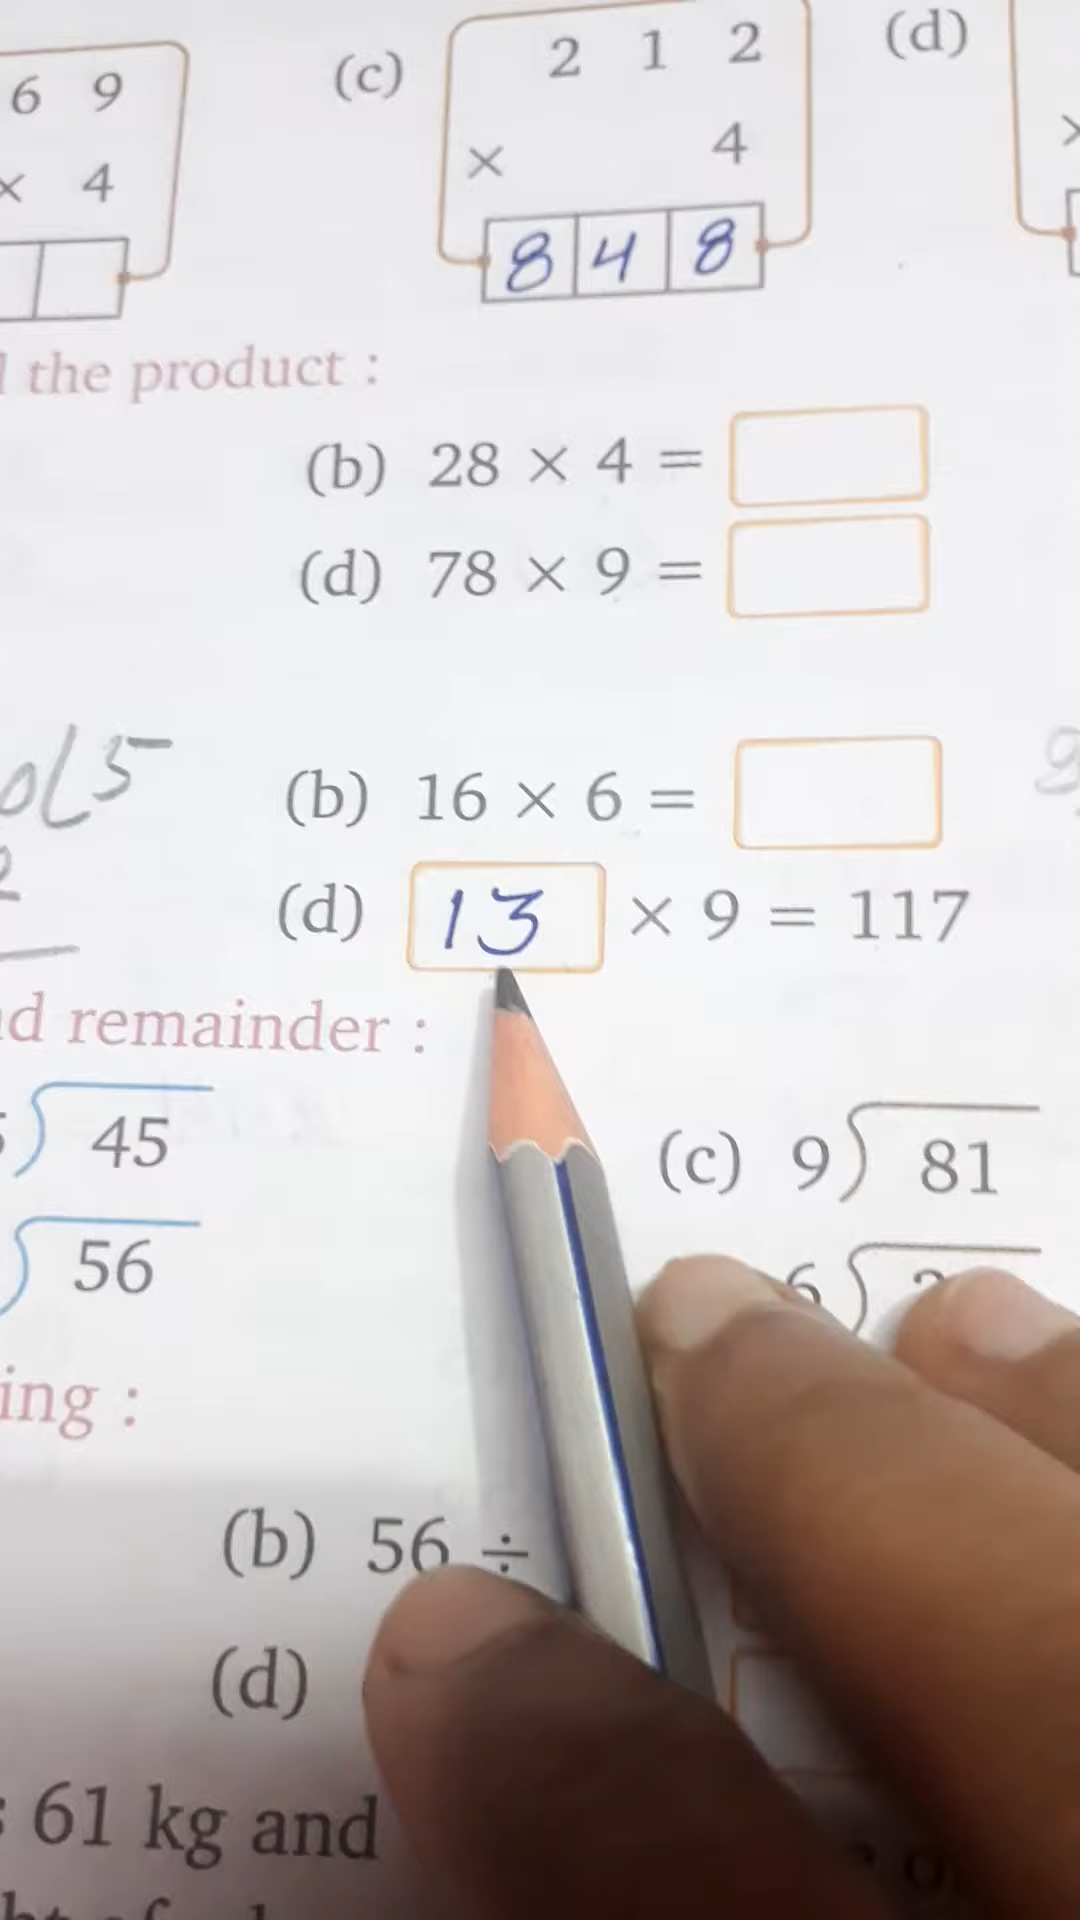 (c) 2 1 2 (d)
6 9
× 4
× 4
8 4 8
the product :
(b) 28 × 4 =
(d) 78 × 9 =
(b) 16 × 6 =
(d) 13 × 9 = 117
remainder :
45
(c) 9) 81
56
6)
ing :
(b) 56 ÷
(d)
61 kg and